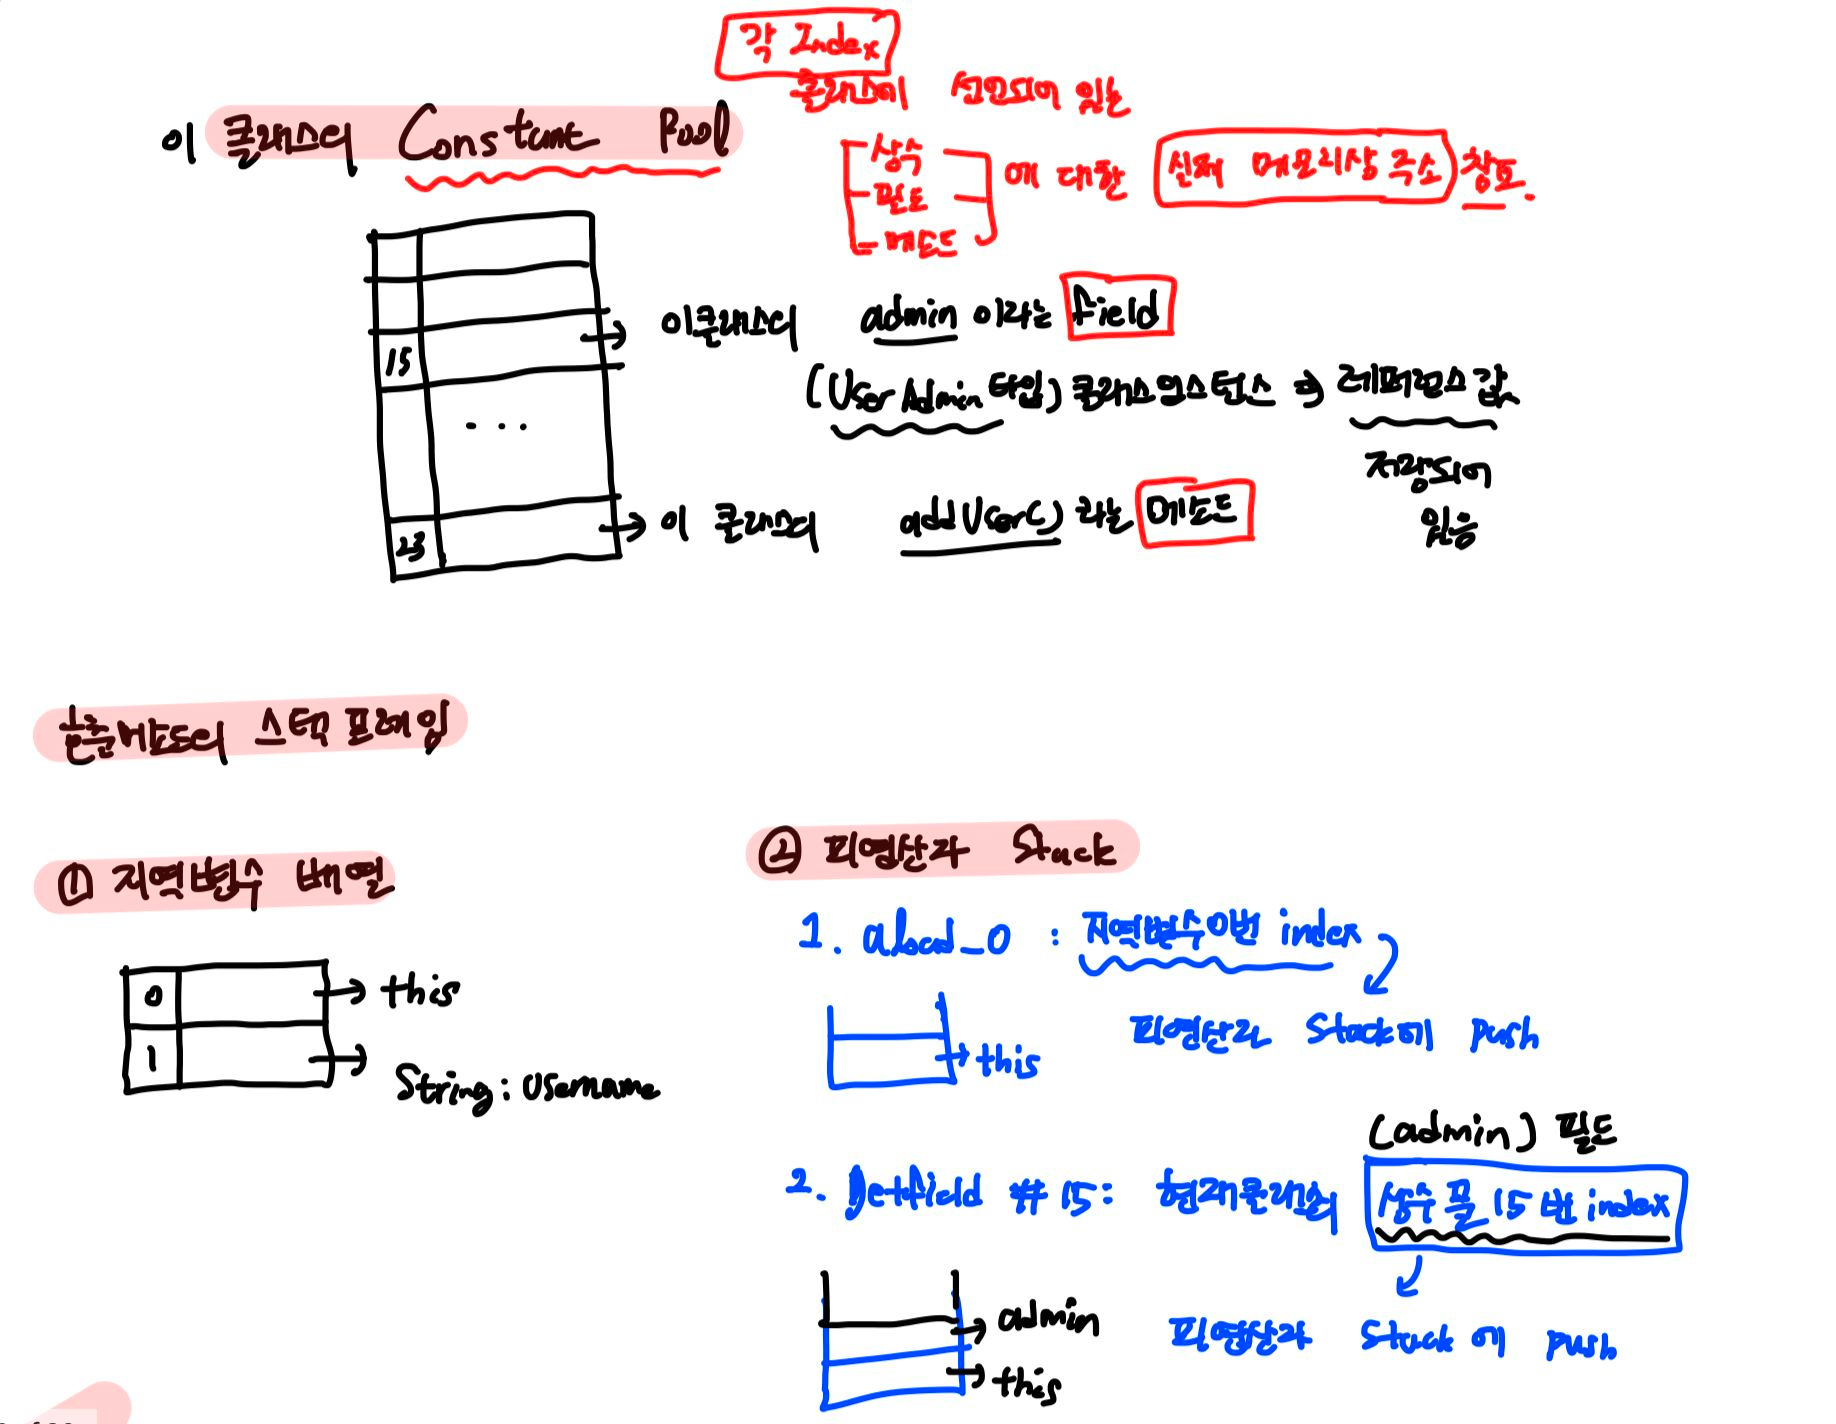 각 Index
클래스에 선언되어 있는
이 클래스의 Constant Pool
상수
필드
메소드
에 대한 실제 메모리상 주소 참조.
15
이클래스의 admin 이라는 field
(UserAdmin 타입) 클래스인스턴스 ⇒ 레퍼런스 값
저장되어
있음
...
23
이 클래스의 addUser() 라는 메소드
호출메소드의 스택 프레임
① 지역변수 배열
0
this
1
String: username
② 피연산자 Stack
1. aload_0 : 지역변수0번 index
피연산자 Stack에 push
this
(admin) 필드
2. getfield #15: 현재클래스의 상수 풀 15번 index
피연산자 Stack에 push
admin
this